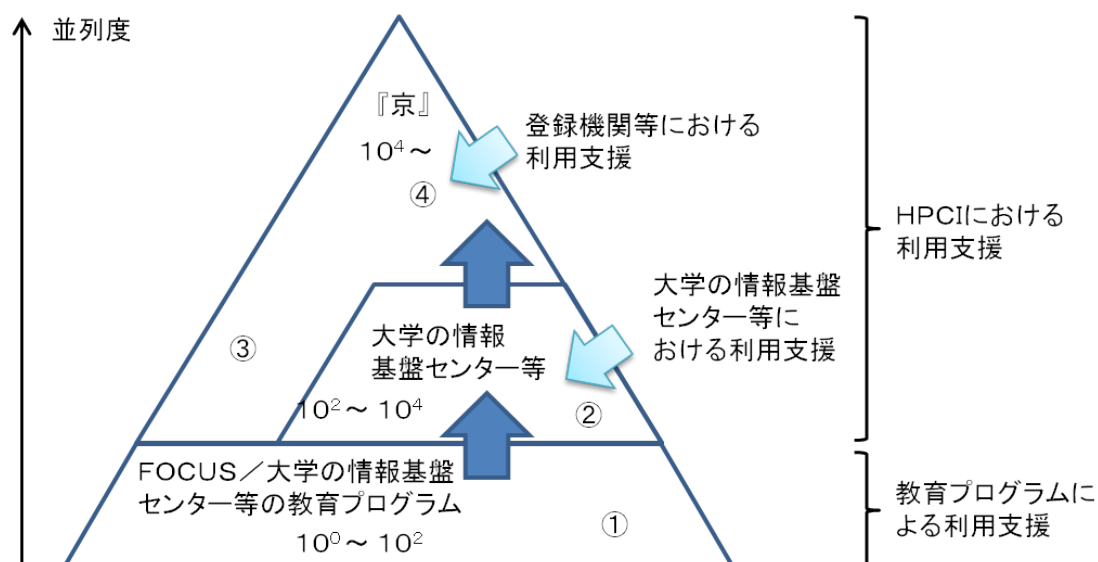 並列度
『京』
10⁴～
④
登録機関等における
利用支援
HPCIにおける
利用支援
大学の情報基盤
センター等に
おける利用支援
③
大学の情報
基盤センター等
10²～ 10⁴
②
FOCUS／大学の情報基盤
センター等の教育プログラム
10⁰～ 10²
①
教育プログラムに
よる利用支援